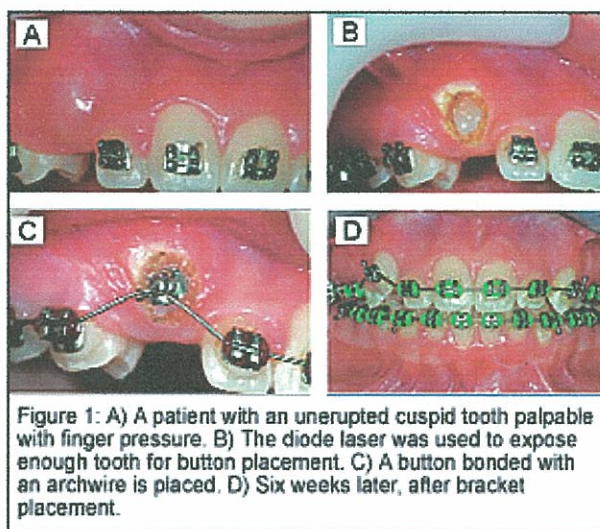 A
B
C
D
Figure 1: A) A patient with an unerupted cuspid tooth palpable
with finger pressure. B) The diode laser was used to expose
enough tooth for button placement. C) A button bonded with
an archwire is placed. D) Six weeks later, after bracket
placement.